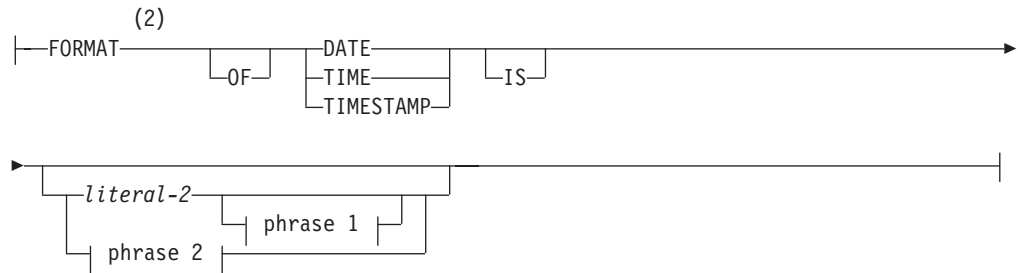 (2)
FORMAT DATE
OF TIME IS
TIMESTAMP
literal-2
phrase 1
phrase 2